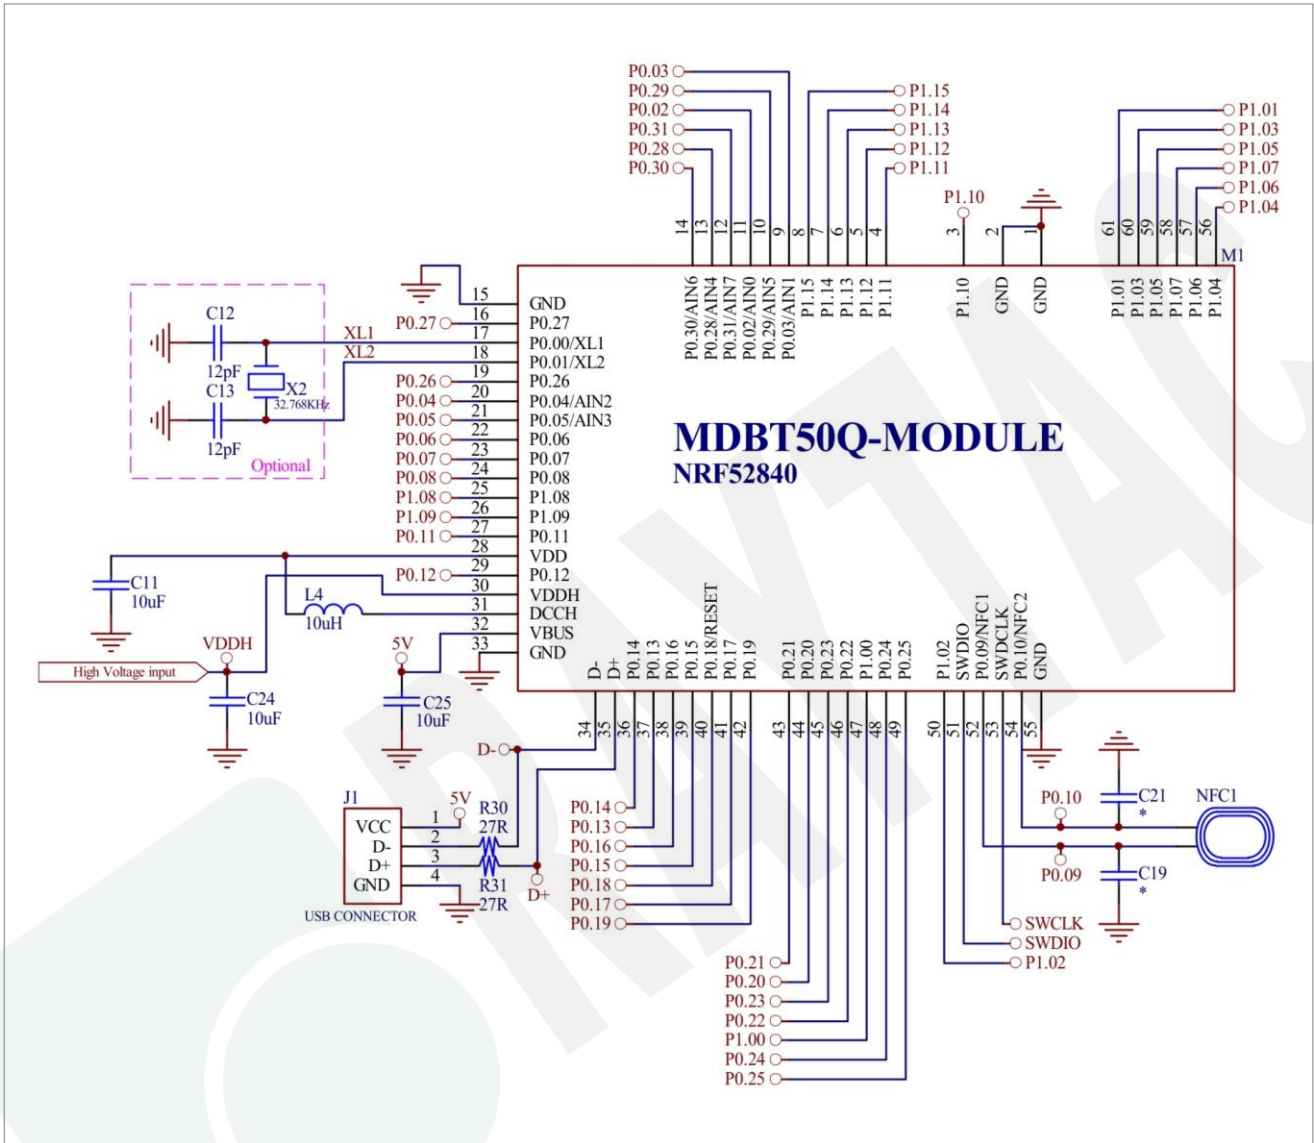 P0.03
P0.29
P0.02
P0.31
P0.28
P0.30
P1.15
P1.14
P1.13
P1.12
P1.11
P1.10
P1.01
P1.03
P1.05
P1.07
P1.06
P1.04
14 13 12 11 10 9 8 7 6 5 4 3 2 1 61 60 59 58 57 56
M1
P0.30/AIN6
P0.28/AIN4
P0.31/AIN7
P0.02/AIN0
P0.29/AIN5
P0.03/AIN1
P1.15
P1.14
P1.13
P1.12
P1.11
P1.10
GND
GND
P1.01
P1.03
P1.05
P1.07
P1.06
P1.04
15 GND
P0.27 16 P0.27
XL1 17 P0.00/XL1
XL2 18 P0.01/XL2
P0.26 19 P0.26
P0.04 20 P0.04/AIN2
P0.05 21 P0.05/AIN3
P0.06 22 P0.06
P0.07 23 P0.07
P0.08 24 P0.08
P1.08 25 P1.08
P1.09 26 P1.09
P0.11 27 P0.11
28 VDD
P0.12 29 P0.12
30 VDDH
31 DCCH
32 VBUS
33 GND
C12
12pF
C13
12pF
X2
32.768KHz
Optional
MDBT50Q-MODULE
NRF52840
C11
10uF
L4
10uH
VDDH
High Voltage input
C24
10uF
5V
C25
10uF
D-
D+
P0.14
P0.13
P0.16
P0.15
P0.18/RESET
P0.17
P0.19
P0.21
P0.20
P0.23
P0.22
P1.00
P0.24
P0.25
P1.02
SWDIO
P0.09/NFC1
SWDCLK
P0.10/NFC2
GND
34 35 36 37 38 39 40 41 42 43 44 45 46 47 48 49 50 51 52 53 54 55
D-
J1
VCC 1 5V
D- 2
D+ 3
GND 4
USB CONNECTOR
R30
27R
R31
27R
D+
P0.14
P0.13
P0.16
P0.15
P0.18
P0.17
P0.19
P0.21
P0.20
P0.23
P0.22
P1.00
P0.24
P0.25
P0.10
P0.09
C21
*
C19
*
NFC1
SWCLK
SWDIO
P1.02
RAYTAC